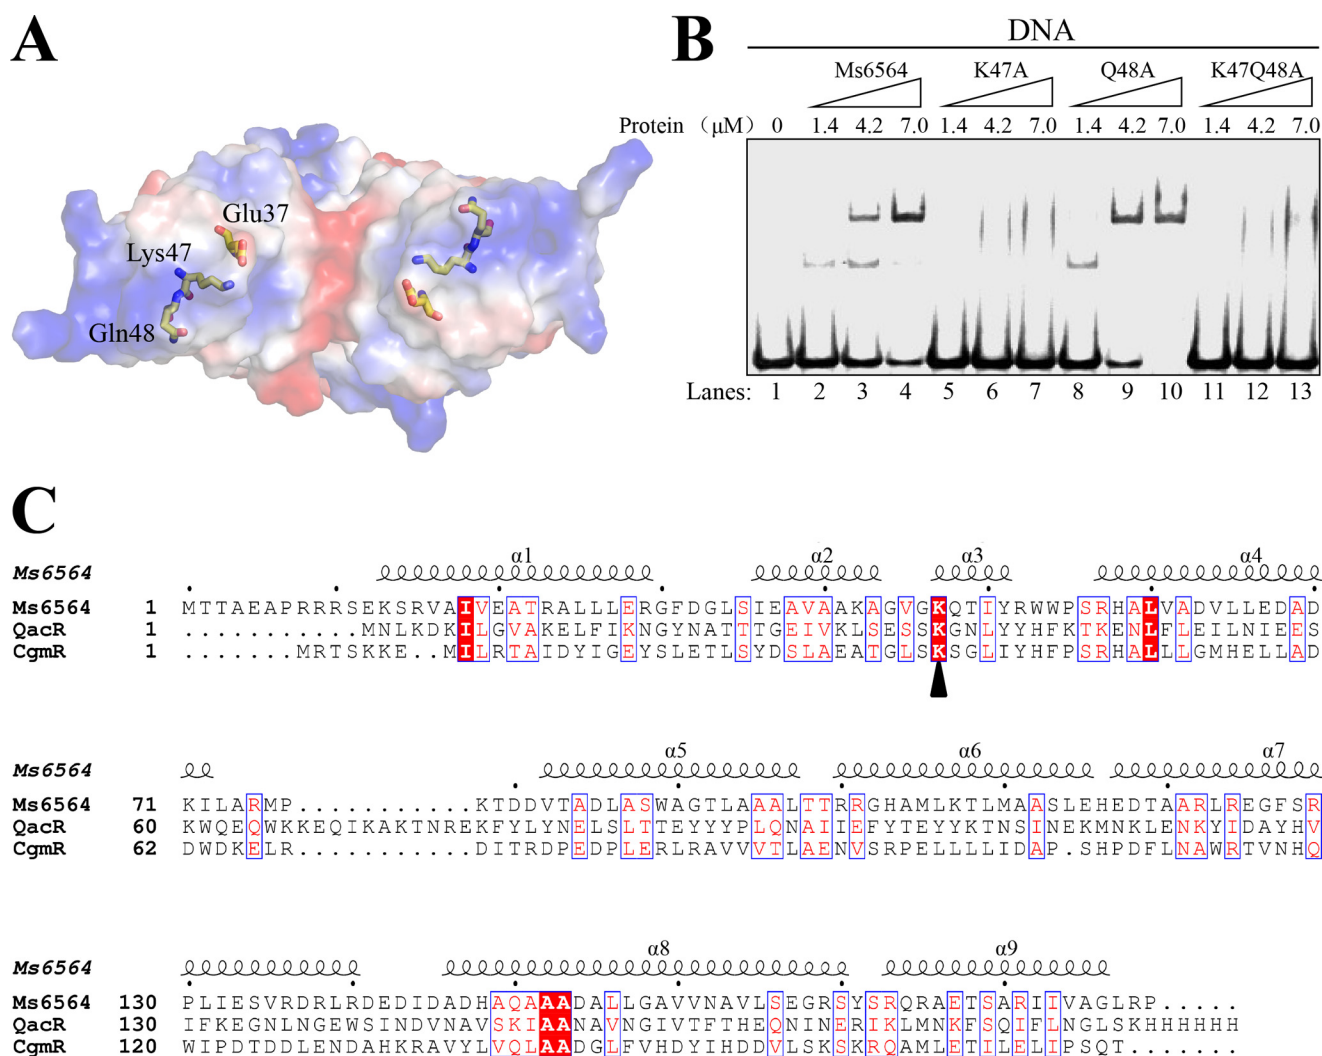 A
Glu37
Lys47
Gln48
B
DNA
Ms6564 K47A Q48A K47Q48A
Protein (μM) 0 1.4 4.2 7.0 1.4 4.2 7.0 1.4 4.2 7.0 1.4 4.2 7.0
Lanes: 1 2 3 4 5 6 7 8 9 10 11 12 13
C
α1 α2 α3 α4
Ms6564
Ms6564 1 MTTAEAPRRRSEKSRVAIVEATRALLLERGFDGLSIEAVAAKAGVGKQTIYRWWPSRHALVADVLLEDAD
QacR 1 ...........MNLKDKILGVAKELFIKNGYNATTTGEIVKLSESSKGNLYYHFKTKENLFLEILNIEES
CgmR 1 .......MRTSKKE..MILRTAIDYIGEYSLETLSYDSLAEATGLSKSGLIYHFPSRHALLLGMHELLAD
α5 α6 α7
Ms6564
Ms6564 71 KILARMP...........KTDDVTADLASWAGTLAAALTTRRGHAMLKTLMAASLEHEDTAARLREGFSR
QacR 60 KWQEQWKKEQIKAKTNREKFYLYNELSLTTEYYYPLQNAIIEFYTEYYKTNSINEKMNKLENKYIDAYHV
CgmR 62 DWDKELR...........DITRDPEDPLERLRAVVVTLAENVSRPELLLLIDAP.SHPDFLNAWRTVNHQ
α8 α9
Ms6564
Ms6564 130 PLIESVRDRLRDEDIDADHAQAAADALLGAVVNAVLSEGRSYSRQRAETSARIIVAGLRP.....
QacR 130 IFKEGNLNGEWSINDVNAVSKIAANAVNGIVTFTHEQNINERIKLMNKFSQIFLNGLSKHHHHHH
CgmR 120 WIPDTDDLENDAHKRAVYLVQLAADGLFVHDYIHDDVLSKSKRQAMLETILELIPSQT.......